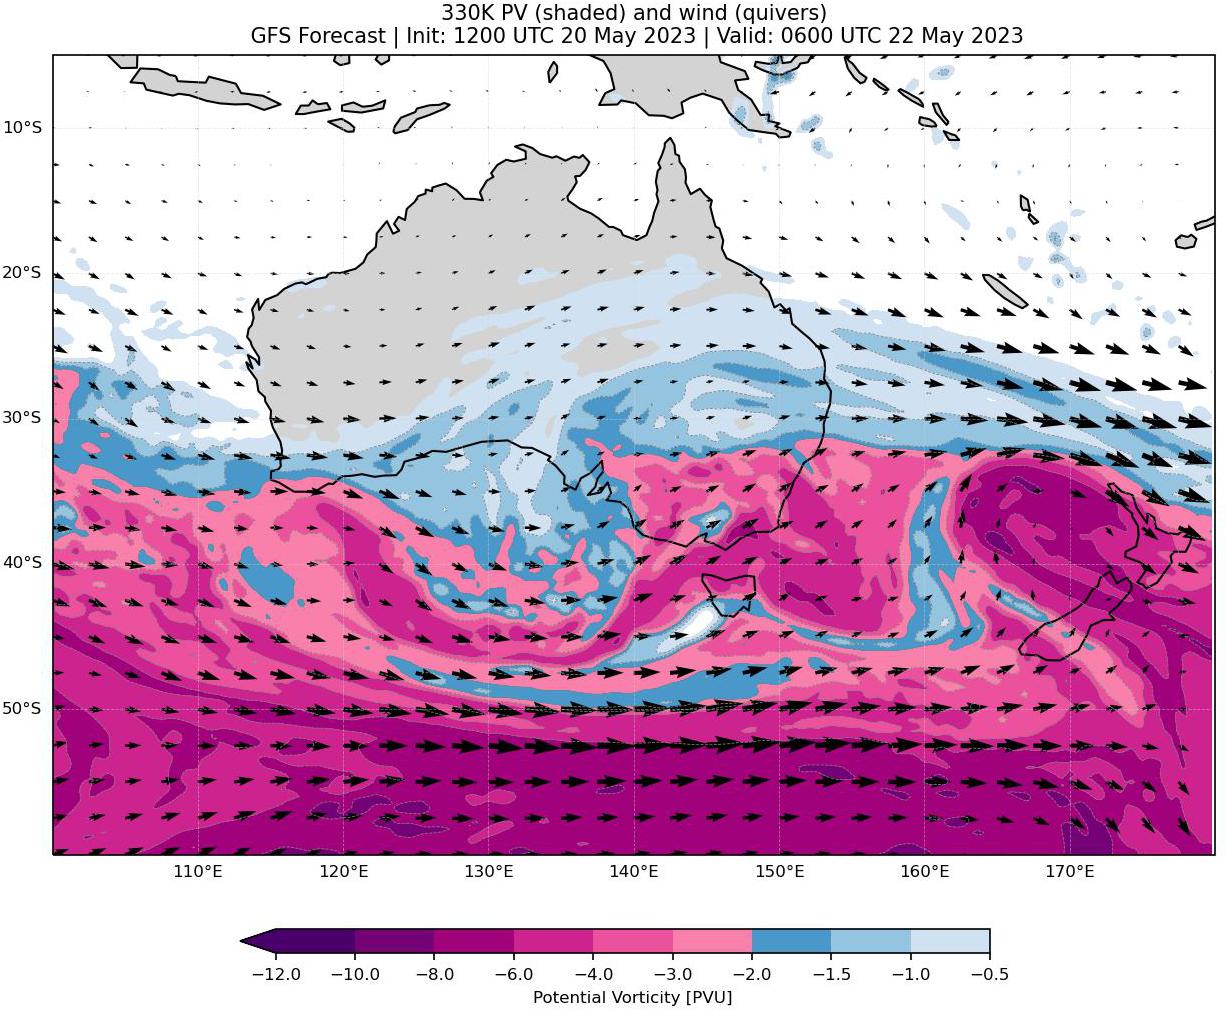 330K PV (shaded) and wind (quivers)
GFS Forecast | Init: 1200 UTC 20 May 2023 | Valid: 0600 UTC 22 May 2023
10°S
20°S
30°S
40°S
50°S
110°E 120°E 130°E 140°E 150°E 160°E 170°E
−12.0 −10.0 −8.0 −6.0 −4.0 −3.0 −2.0 −1.5 −1.0 −0.5
Potential Vorticity [PVU]